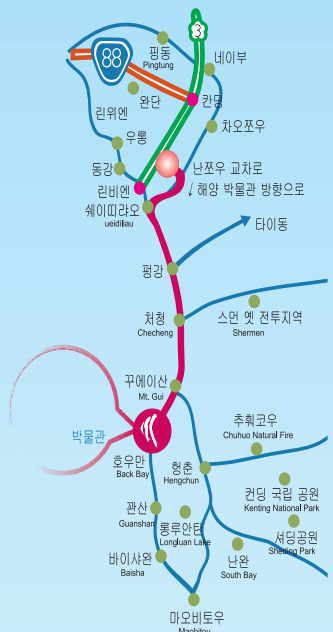 3
핑동
Pingtung
네이부
88
완단
린위엔
칸띵
차오쪼우
우롱
동강
난쪼우 교차로
↓해양 박물관 방향으로
린비엔
쉐이띠랴오
ueidiliau
타이동
펑강
처청
Checheng
스먼 옛 전투지역
Shermen
꾸에이산
Mt. Gui
박물관
추훠코우
Chuhuo Natural Fire
호우만
Back Bay
헝춘
Hengchun
컨딩 국립 공원
Kenting National Park
꽌산
Guanshan
롱루안탄
Longluan Lake
셔딩공원
Sheding Park
난완
South Bay
바이샤완
Baisha
마오비토우
Maobitou